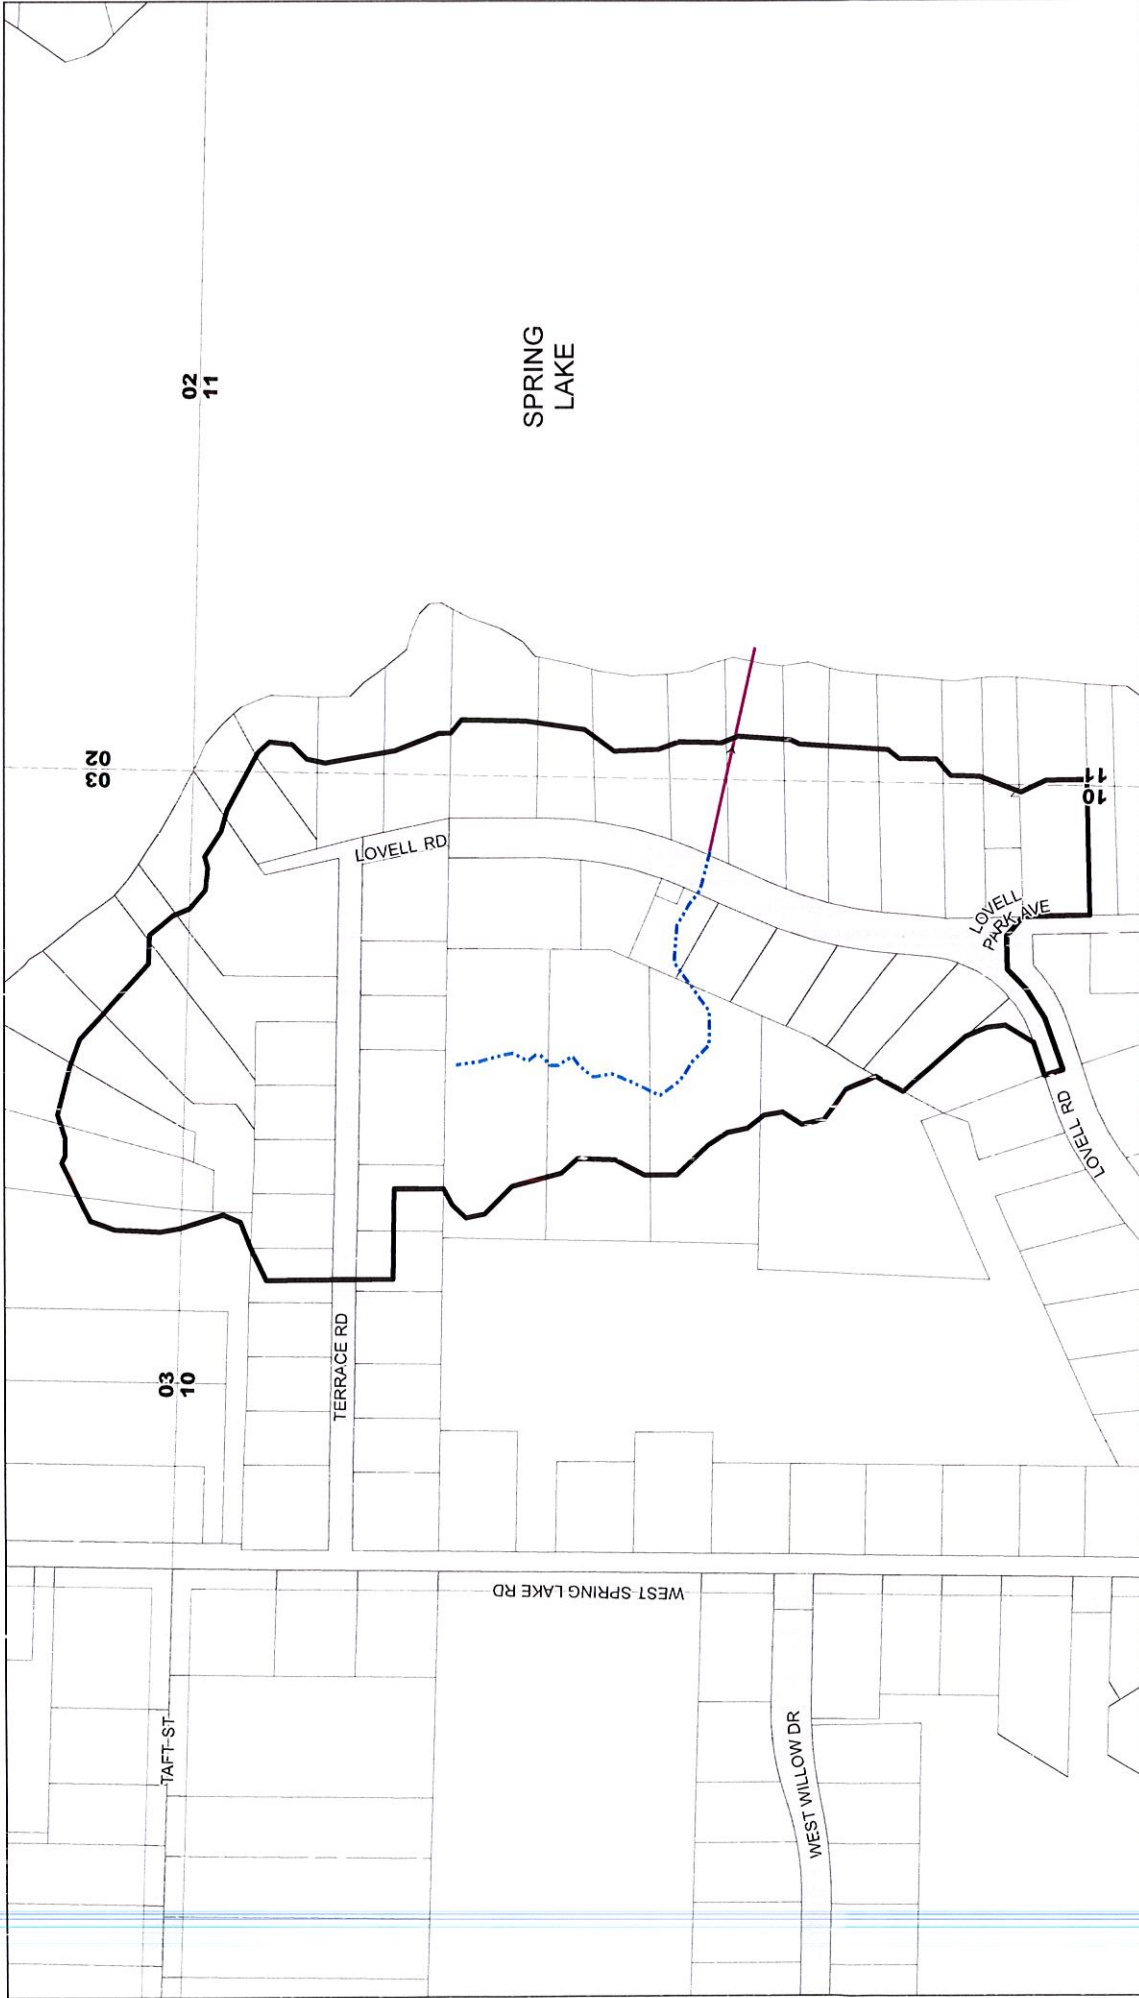 02
11
SPRING
LAKE
02
03
LOVELL RD
11
10
LOVELL
PARK AVE
LOVELL RD
03
10
TERRACE RD
WEST SPRING LAKE RD
TAFT ST
WEST WILLOW DR